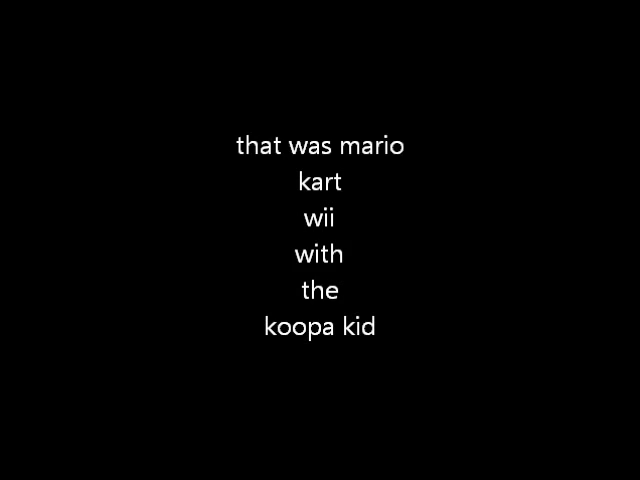 that was mario
kart
wii
with
the
koopa kid